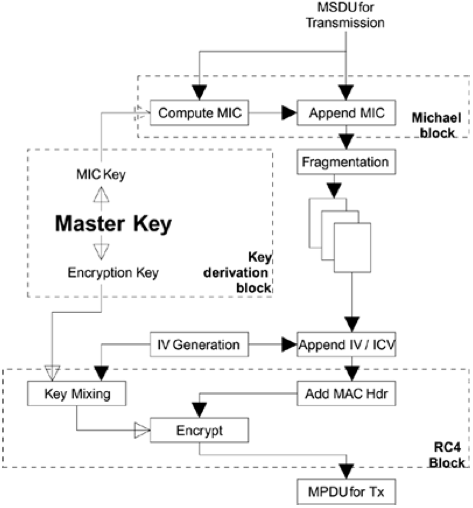 MSDU for
Transmission
Compute MIC
Append MIC
Michael
block
Fragmentation
MIC Key
Master Key
Encryption Key
Key
derivation
block
IV Generation
Append IV / ICV
Key Mixing
Add MAC Hdr
Encrypt
RC4
Block
MPDU for Tx